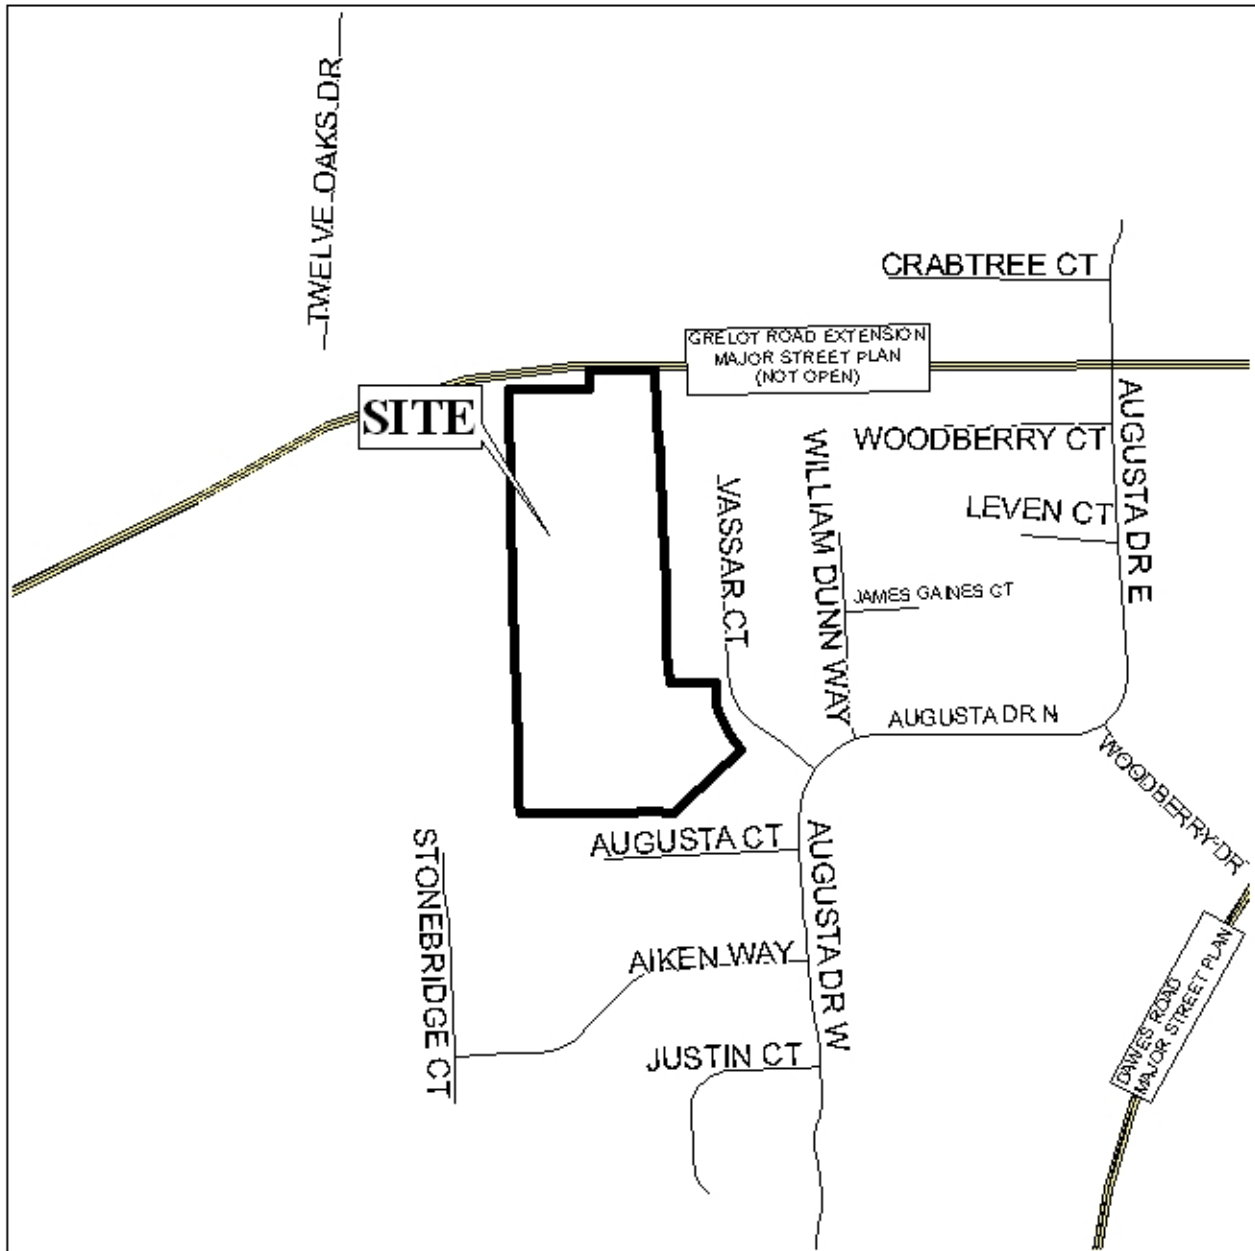 TWELVE OAKS DR
CRABTREE CT
GRELOT ROAD EXTENSION
MAJOR STREET PLAN
(NOT OPEN)
SITE
AUGUSTA DR E
WOODBERRY CT
WILLIAM DUNN WAY
VASSAR CT
LEVEN CT
JAMES GAINES CT
AUGUSTA DR N
WOODBERRY DR
AUGUSTA CT
AUGUSTA DR W
STONEBRIDGE CT
AIKEN WAY
JUSTIN CT
DAWES ROAD
MAJOR STREET PLAN